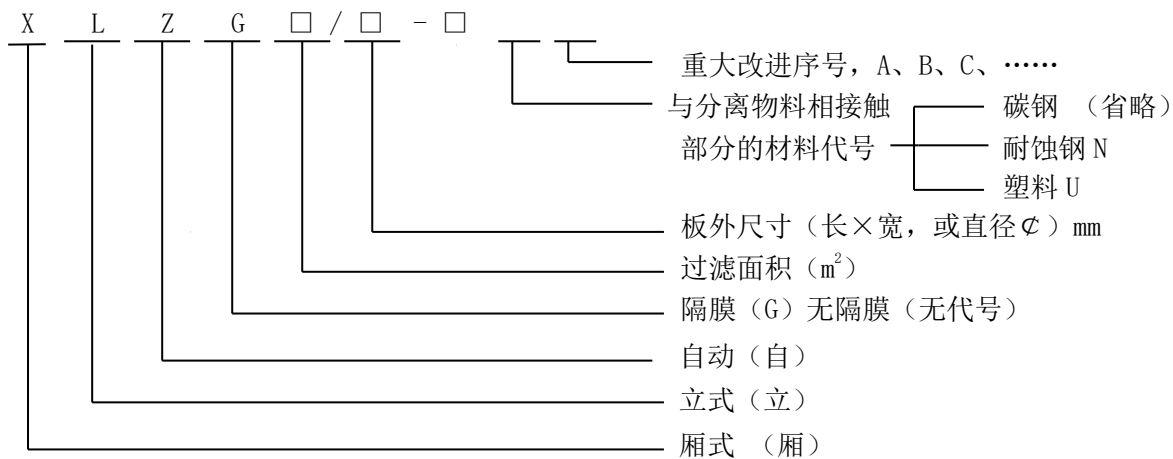 X L Z G □ / □ - □
重大改进序号，A、B、C、……
与分离物料相接触
碳钢 （省略）
部分的材料代号
耐蚀钢 N
塑料 U
板外尺寸（长×宽，或直径₵）mm
过滤面积（m²）
隔膜（G）无隔膜（无代号）
自动（自）
立式（立）
厢式 （厢）